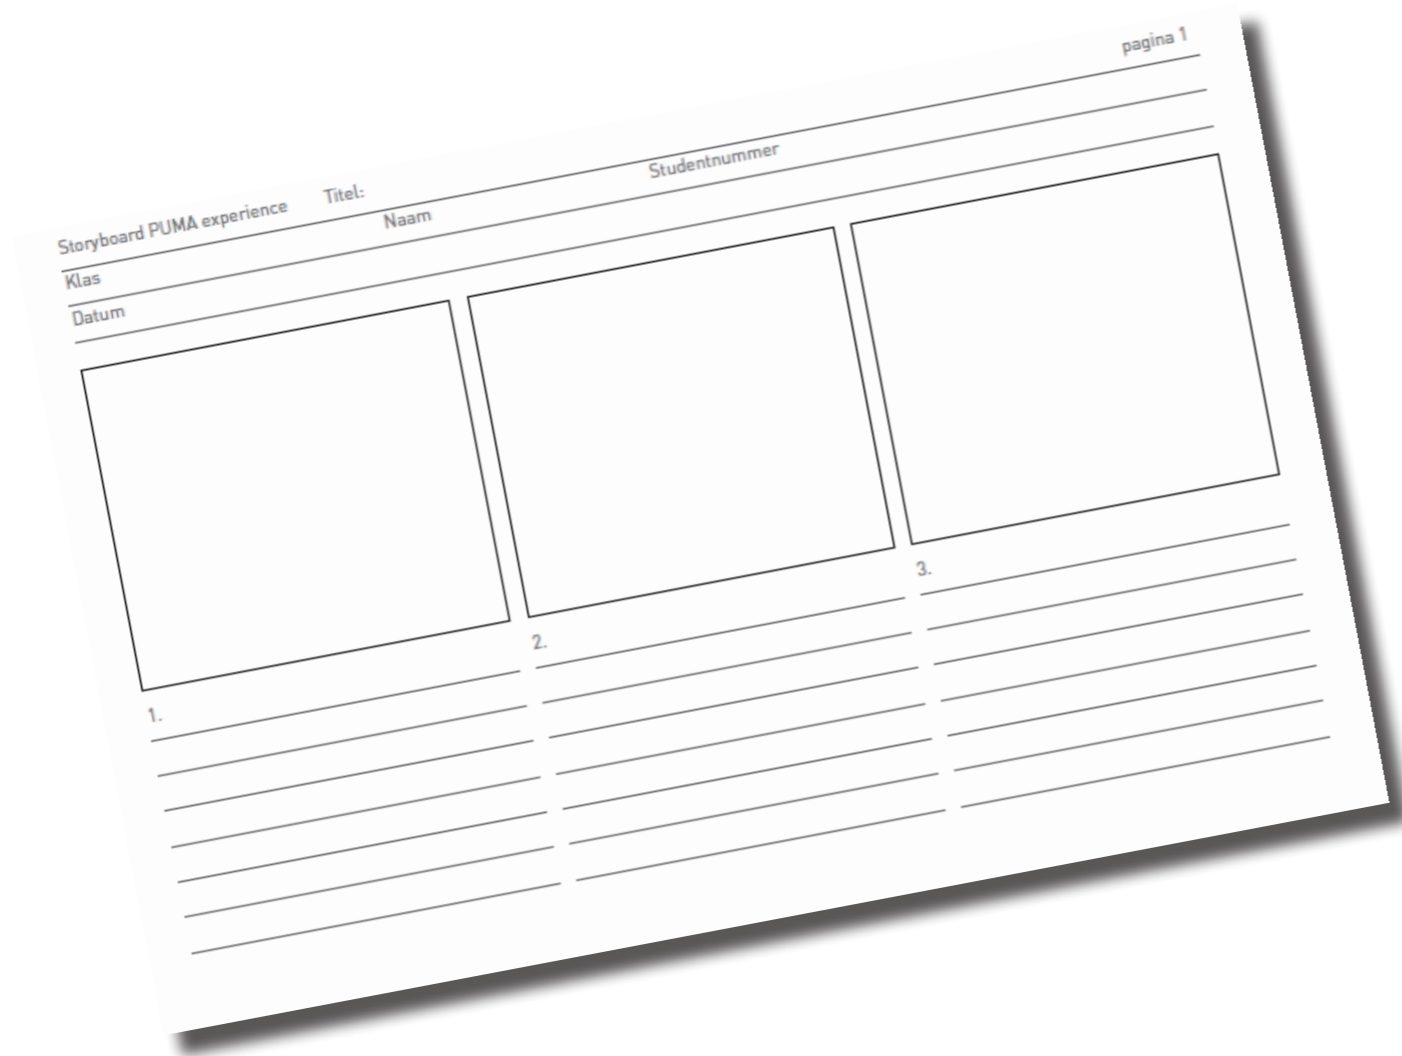 pagina 1
Storyboard PUMA experience Titel:
Klas Naam Studentnummer
Datum
1. 2. 3.